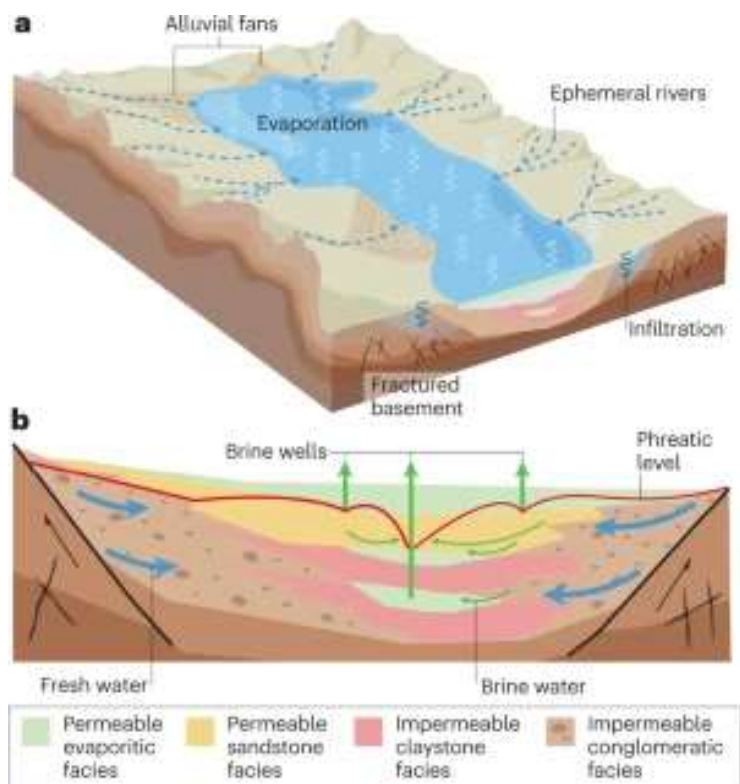 a
Alluvial fans
Ephemeral rivers
Evaporation
Infiltration
Fractured
basement
b
Brine wells
Phreatic
level
Fresh water
Brine water
Permeable
evaporitic
facies
Permeable
sandstone
facies
Impermeable
claystone
facies
Impermeable
conglomeratic
facies